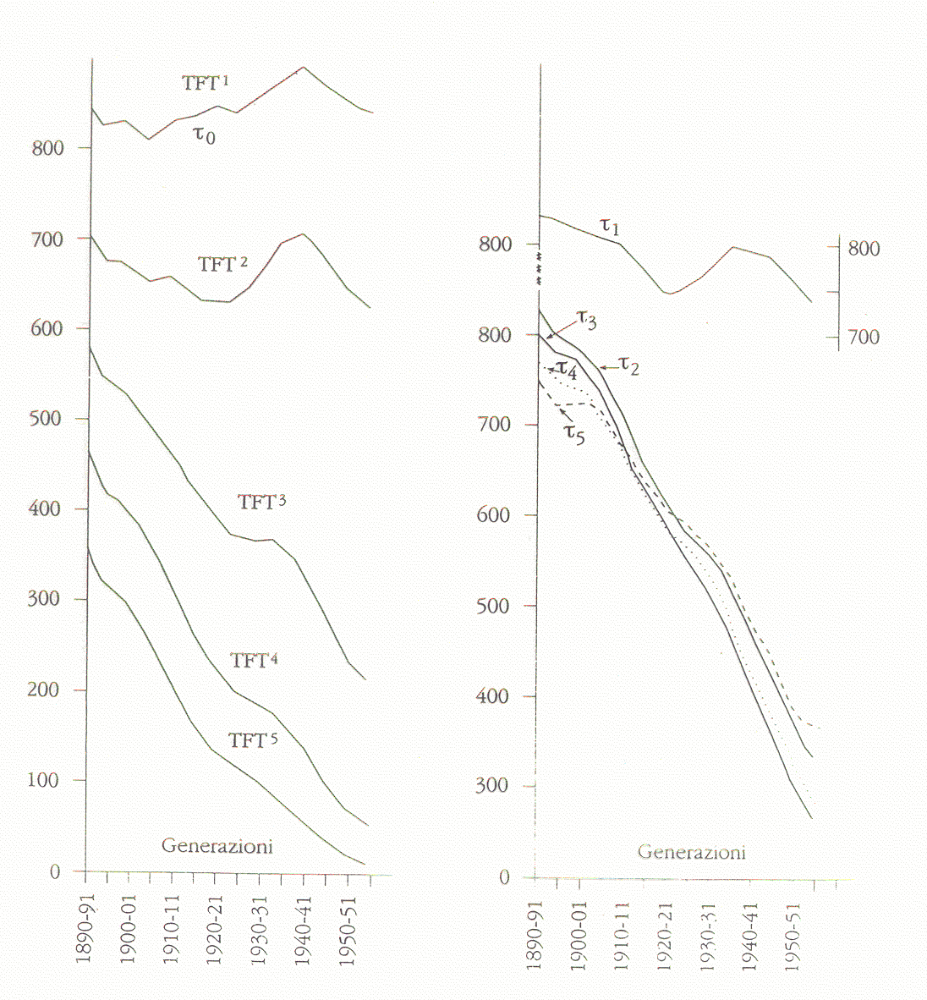 TFT1
τ0
800
700
TFT2
600
500
TFT3
400
300
TFT4
200
TFT5
100
Generazioni
0
1890-91
1900-01
1910-11
1920-21
1930-31
1940-41
1950-51
τ1
800
800
700
τ3
800
τ2
τ4
700
τ5
600
500
400
300
Generazioni
0
1890-91
1900-01
1910-11
1920-21
1930-31
1940-41
1950-51